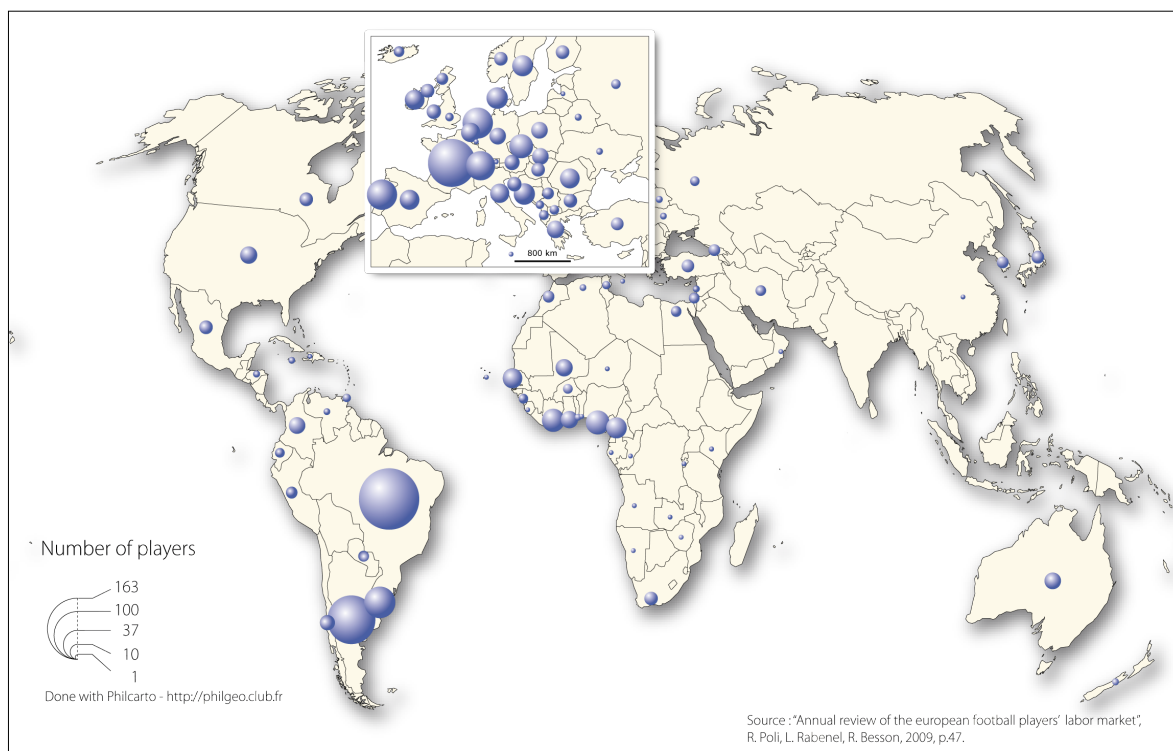 800 km
Number of players
163
100
37
10
1
Done with Philcarto - http://philgeo.club.fr
Source : "Annual review of the european football players' labor market",
R. Poli, L. Rabenel, R. Besson, 2009, p.47.